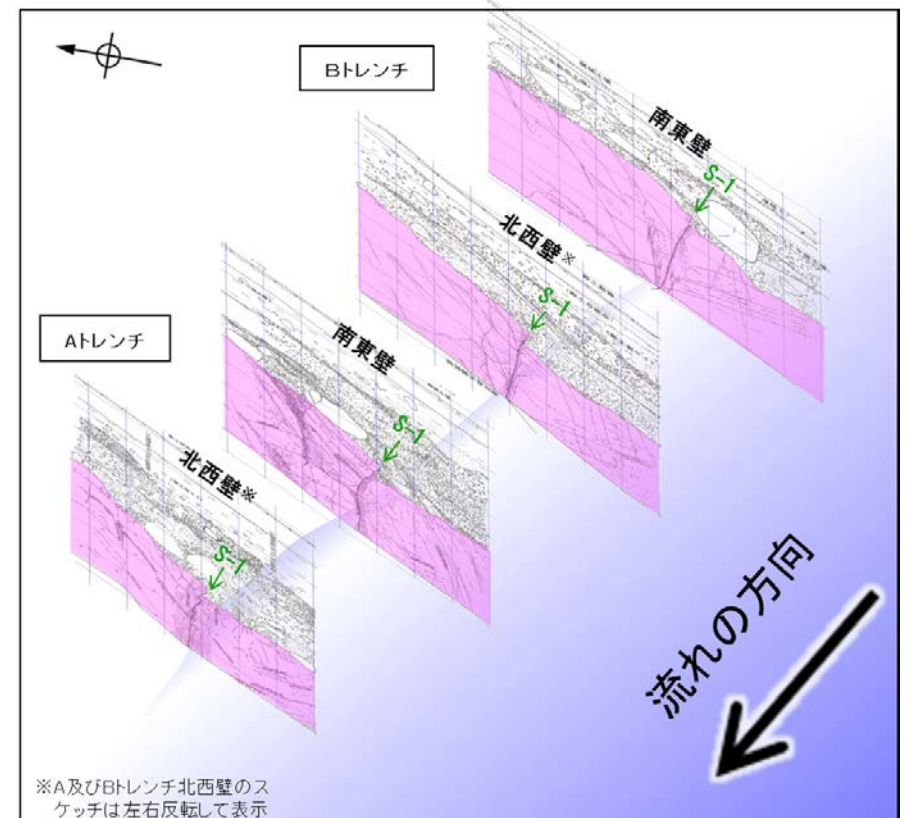 Bトレンチ
南東壁
S-1
北西壁※
S-1
Aトレンチ
南東壁
S-1
北西壁※
S-1
流れの方向
※A及びBトレンチ北西壁のス
ケッチは左右反転して表示